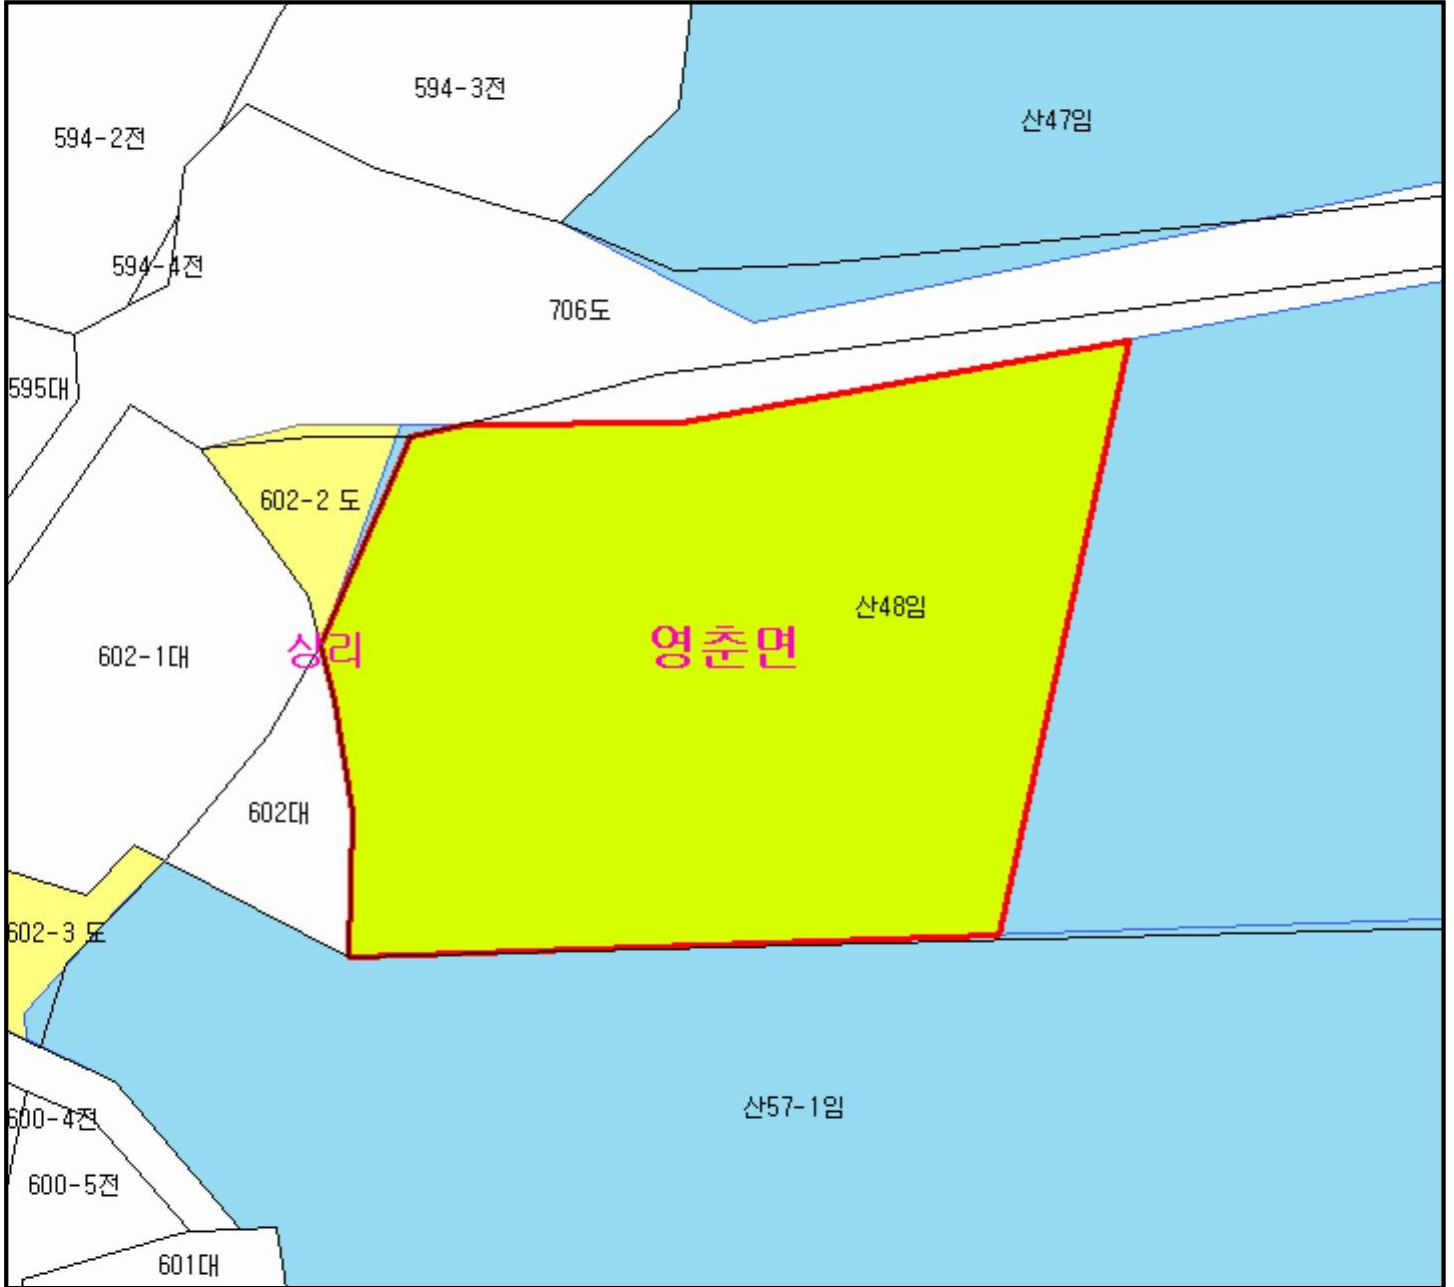 594-3전
산47임
594-2전
594-4전
706도
595대
602-2 도
산48임
상리
영춘면
602-1대
602대
602-3 도
산57-1임
600-4전
600-5전
601대